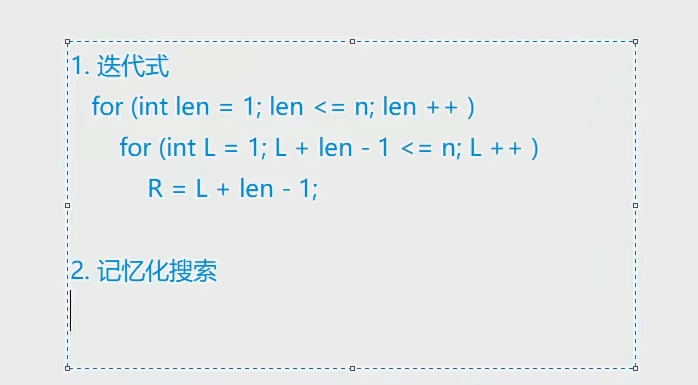 1. 迭代式
for (int len = 1; len <= n; len ++ )
for (int L = 1; L + len - 1 <= n; L ++ )
R = L + len - 1;
2. 记忆化搜索